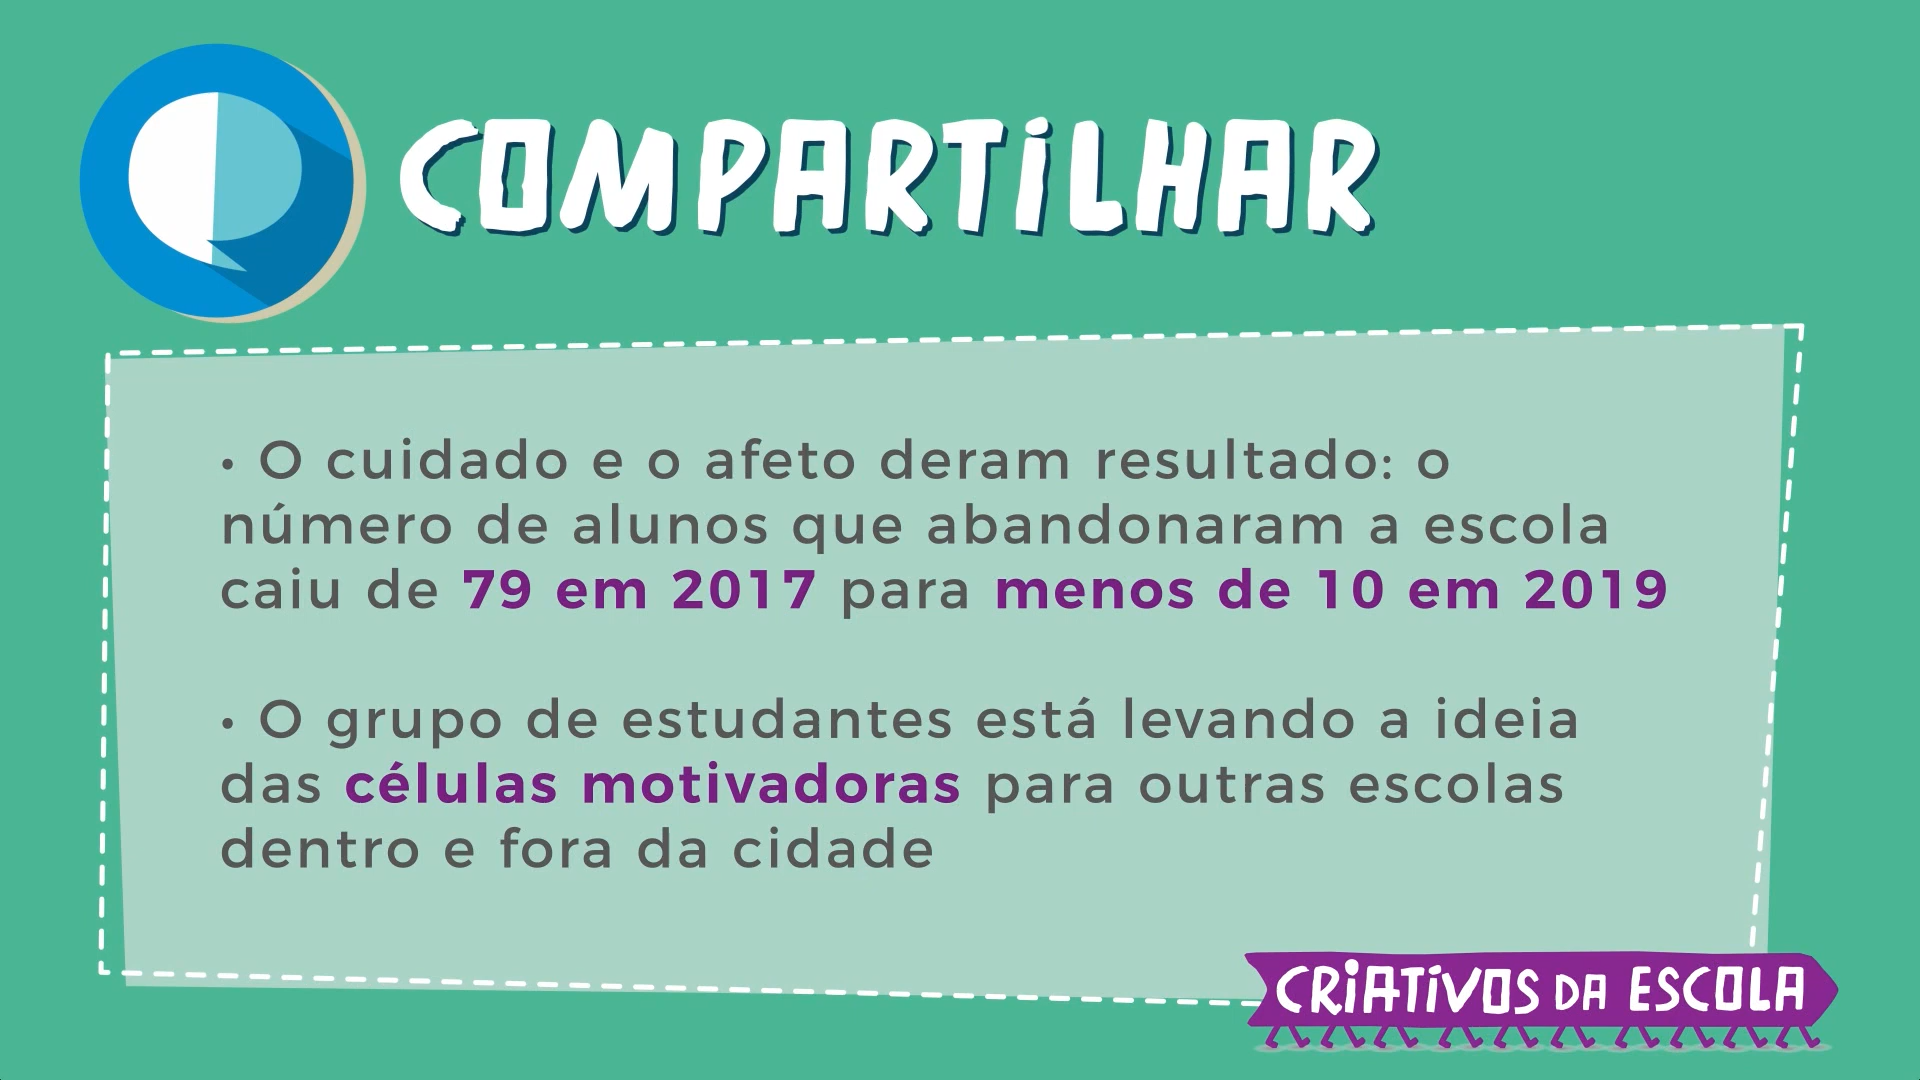 COMPARTILHAR
• O cuidado e o afeto deram resultado: o
número de alunos que abandonaram a escola
caiu de 79 em 2017 para menos de 10 em 2019
• O grupo de estudantes está levando a ideia
das células motivadoras para outras escolas
dentro e fora da cidade
CRIATIVOS DA ESCOLA